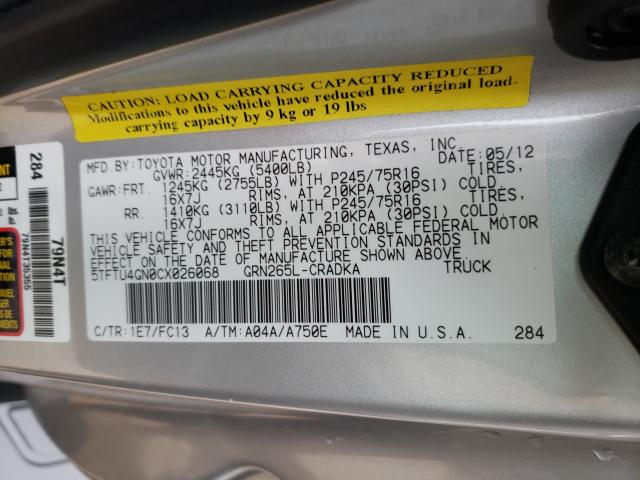 CAUTION: LOAD CARRYING CAPACITY REDUCED
Modifications to this vehicle have reduced the original load-
carrying capacity by 9 kg or 19 lbs
MFD.BY: TOYOTA MOTOR MANUFACTURING, TEXAS, INC.
GVWR: 2445KG (5400LB) DATE: 05/12
GAWR: FRT. 1245KG (2755LB) WITH P245/75R16 TIRES,
16X7J RIMS, AT 210KPA (30PSI) COLD
RR. 1410KG (3110LB) WITH P245/75R16 TIRES,
16X7J RIMS, AT 210KPA (30PSI) COLD
THIS VEHICLE CONFORMS TO ALL APPLICABLE FEDERAL MOTOR
VEHICLE SAFETY AND THEFT PREVENTION STANDARDS IN
EFFECT ON THE DATE OF MANUFACTURE SHOWN ABOVE.
5TFTU4GN0CX026068 GRN265L-CRADKA TRUCK
C/TR: 1E7/FC13 A/TM: A04A/A750E MADE IN U.S.A. 284
284
79N4T
79N4T35355